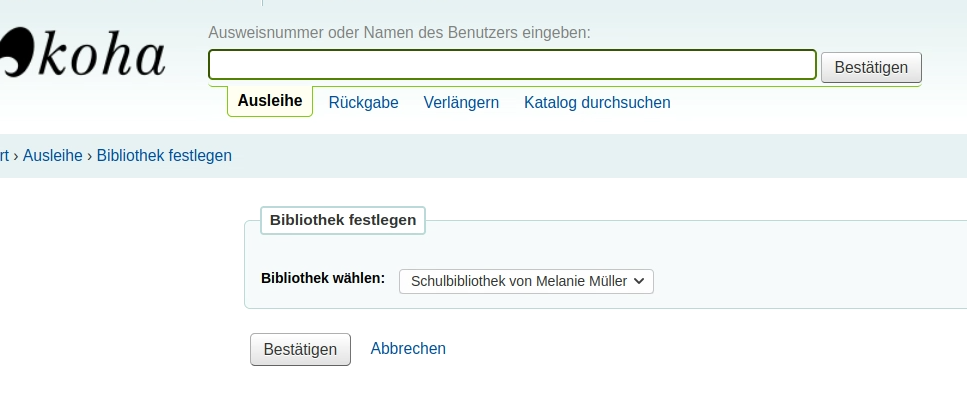 koha
Ausweisnummer oder Namen des Benutzers eingeben:
Bestätigen
Ausleihe Rückgabe Verlängern Katalog durchsuchen
rt › Ausleihe › Bibliothek festlegen
Bibliothek festlegen
Bibliothek wählen: Schulbibliothek von Melanie Müller
Bestätigen Abbrechen